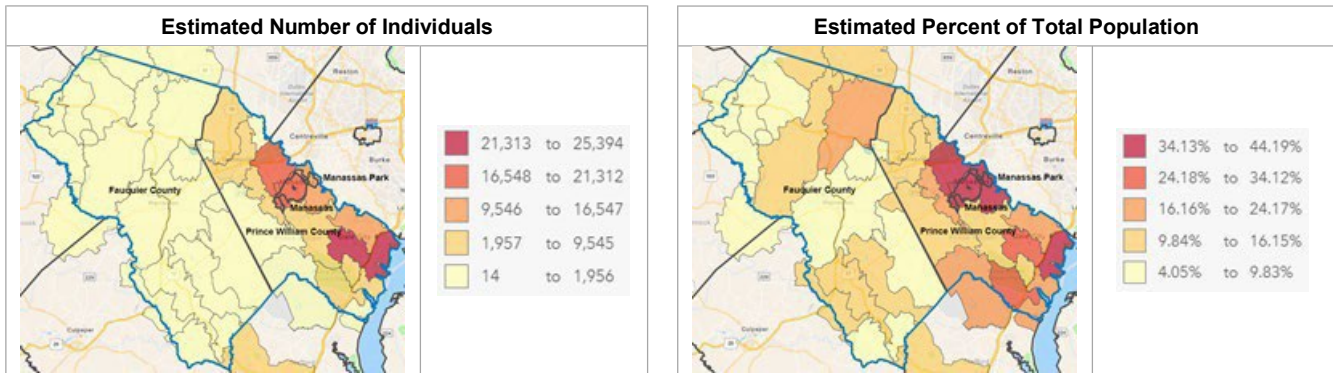 Estimated Number of Individuals
Reston
Centreville
Burke
Manassas Park
Fauquier County
Manassas
Prince William County
Culpeper
21,313 to 25,394
16,548 to 21,312
9,546 to 16,547
1,957 to 9,545
14 to 1,956
Estimated Percent of Total Population
Reston
Centreville
Burke
Manassas Park
Fauquier County
Manassas
Prince William County
Culpeper
34.13% to 44.19%
24.18% to 34.12%
16.16% to 24.17%
9.84% to 16.15%
4.05% to 9.83%